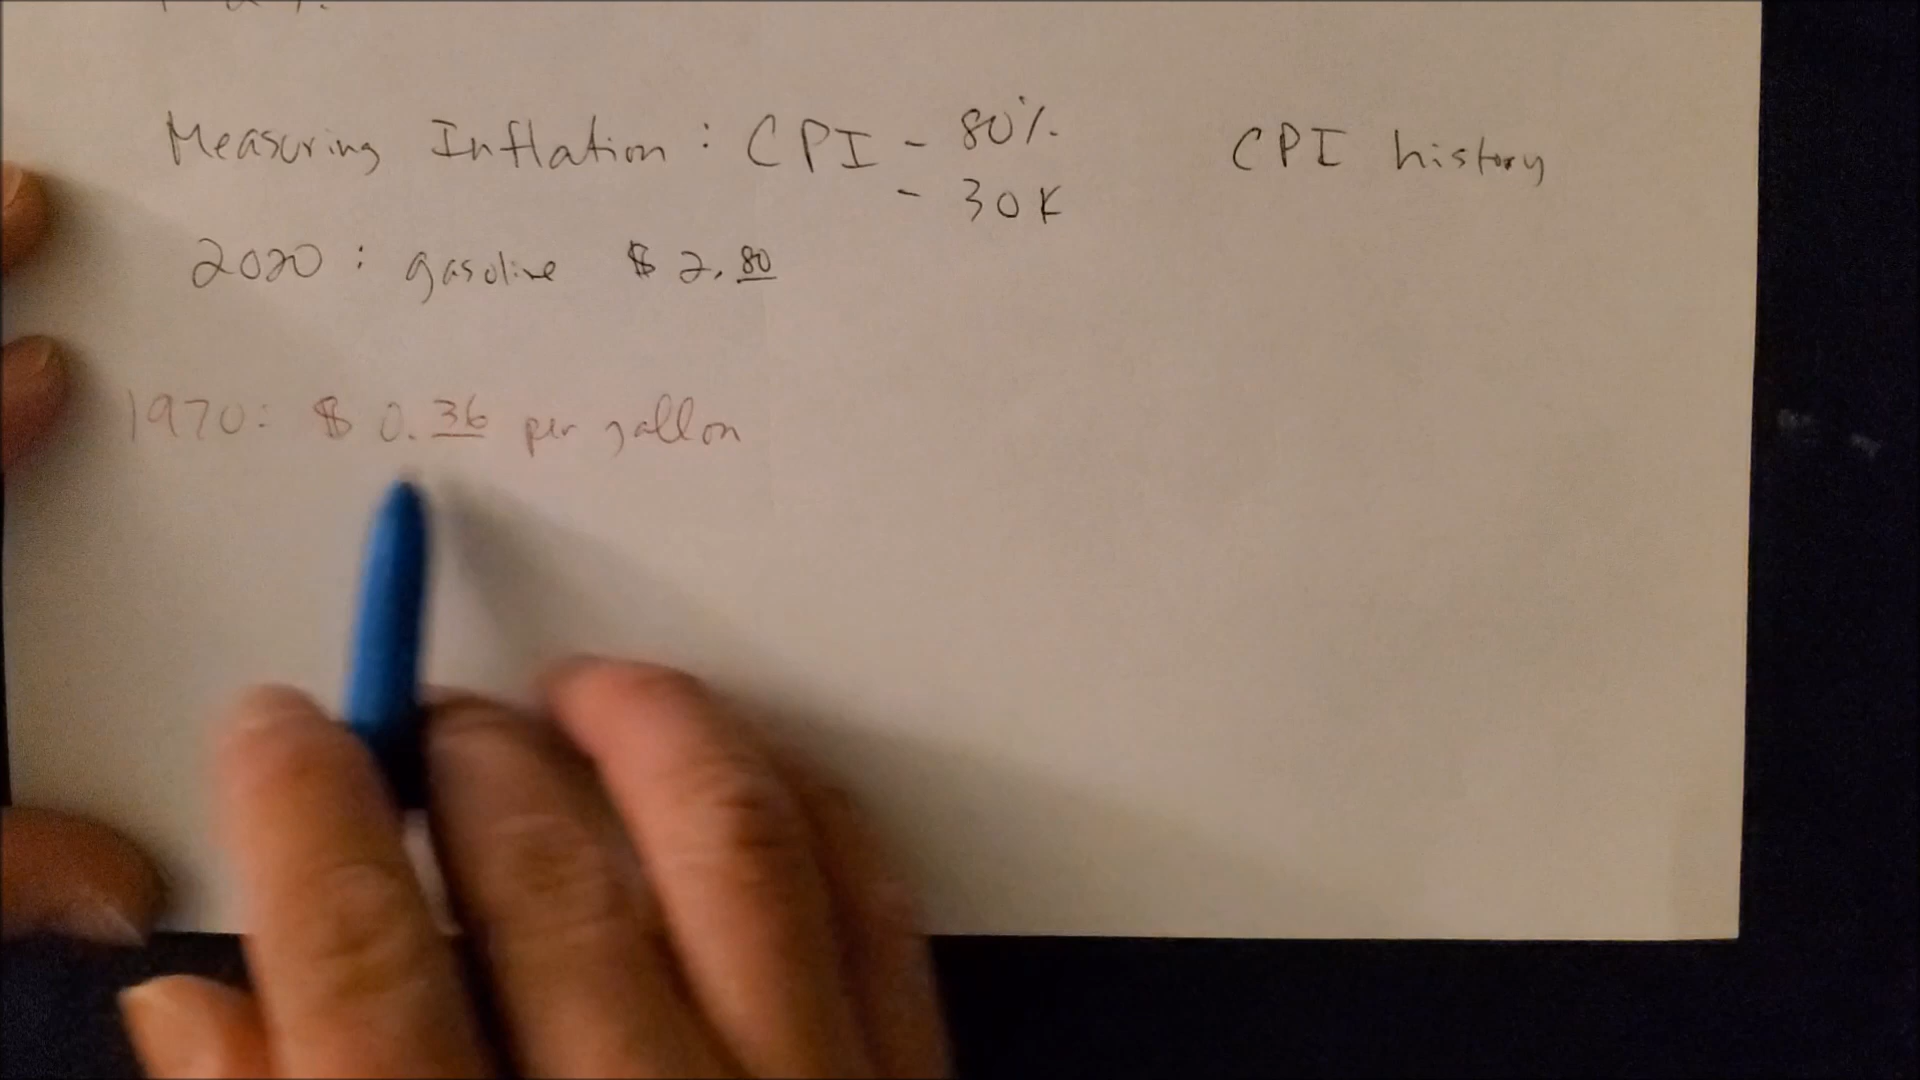 Measuring Inflation : CPI - 80%
- 30K
CPI history
2020 : gasoline $ 2.80
1970: $ 0.36 per gallon